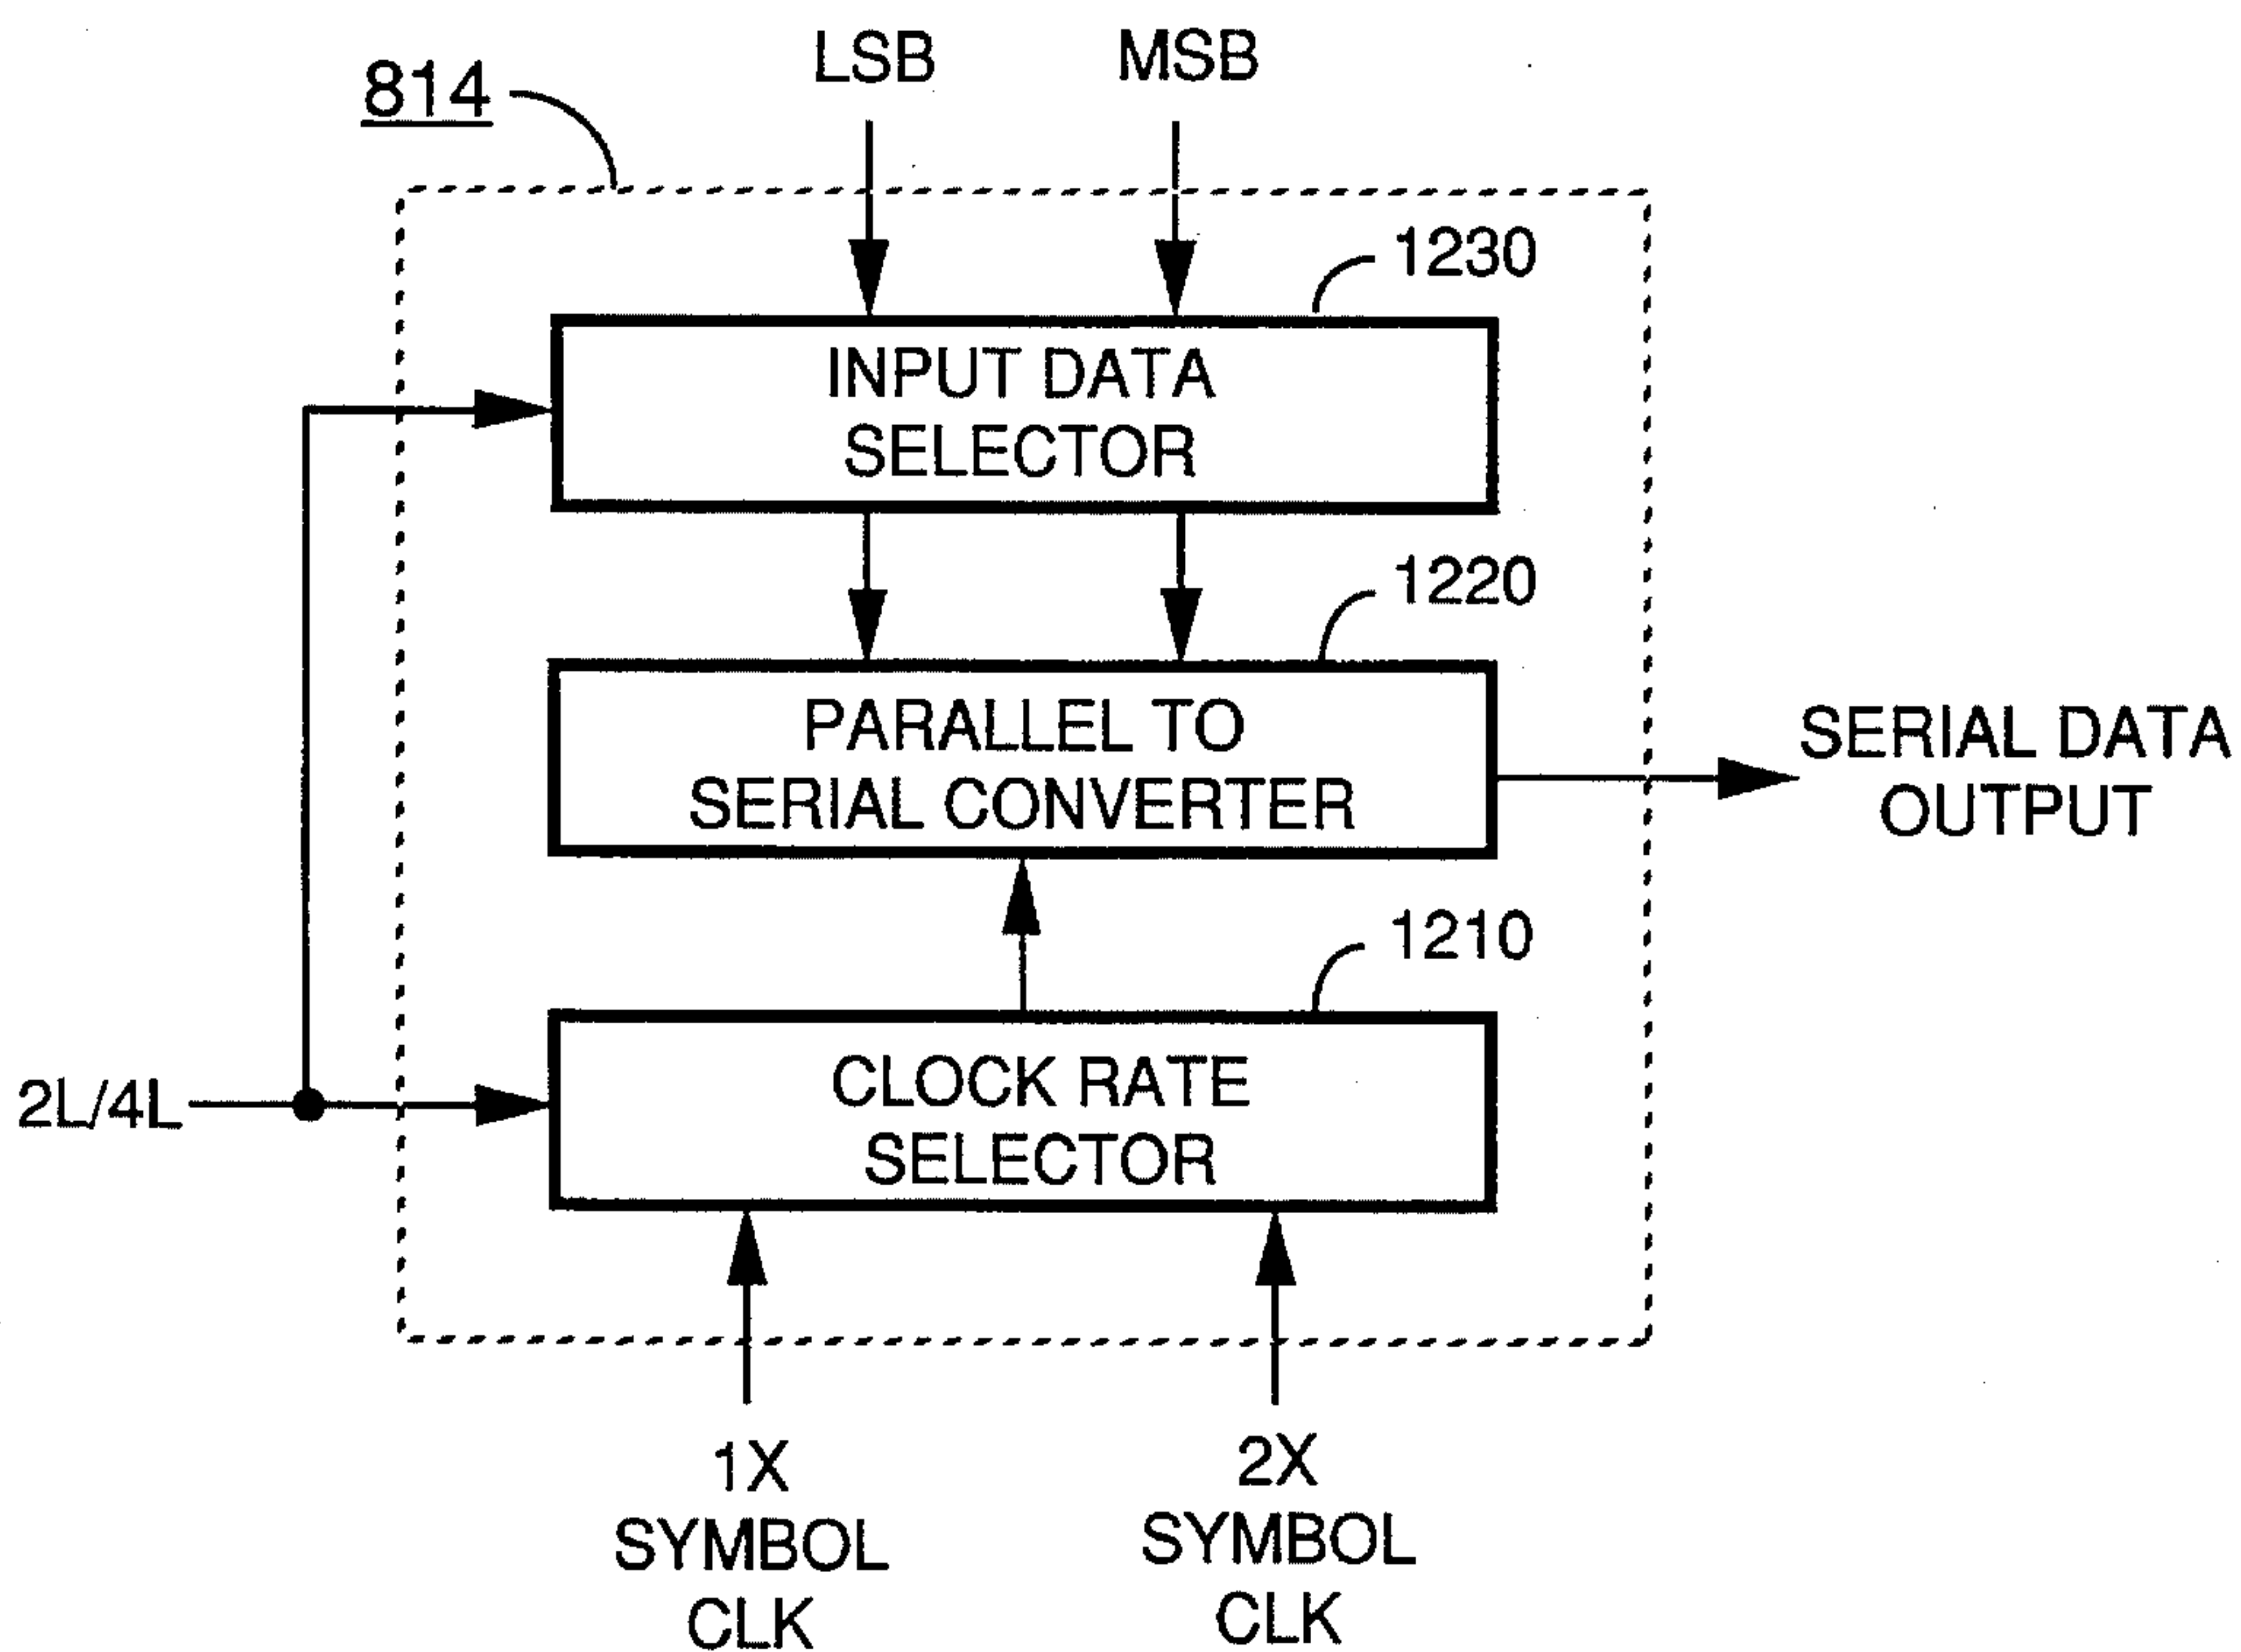 LSB
MSB
814
1230
INPUT DATA
SELECTOR
1220
PARALLEL TO
SERIAL CONVERTER
SERIAL DATA
OUTPUT
1210
2L/4L
CLOCK RATE
SELECTOR
1X
SYMBOL
CLK
2X
SYMBOL
CLK